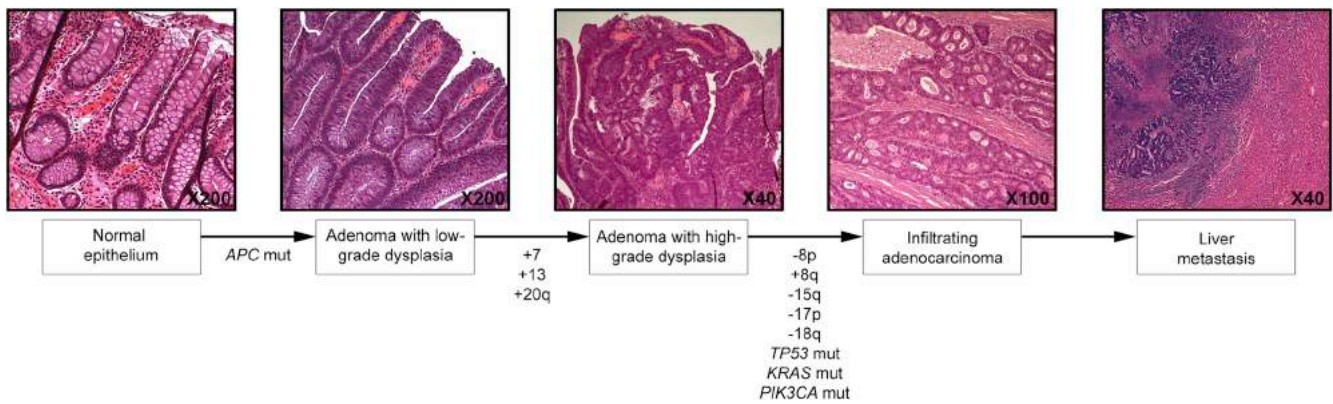 X200
X200
X40
X100
X40
Normal
epithelium
APC mut
Adenoma with low-
grade dysplasia
+7
+13
+20q
Adenoma with high-
grade dysplasia
-8p
+8q
-15q
-17p
-18q
TP53 mut
KRAS mut
PIK3CA mut
Infiltrating
adenocarcinoma
Liver
metastasis